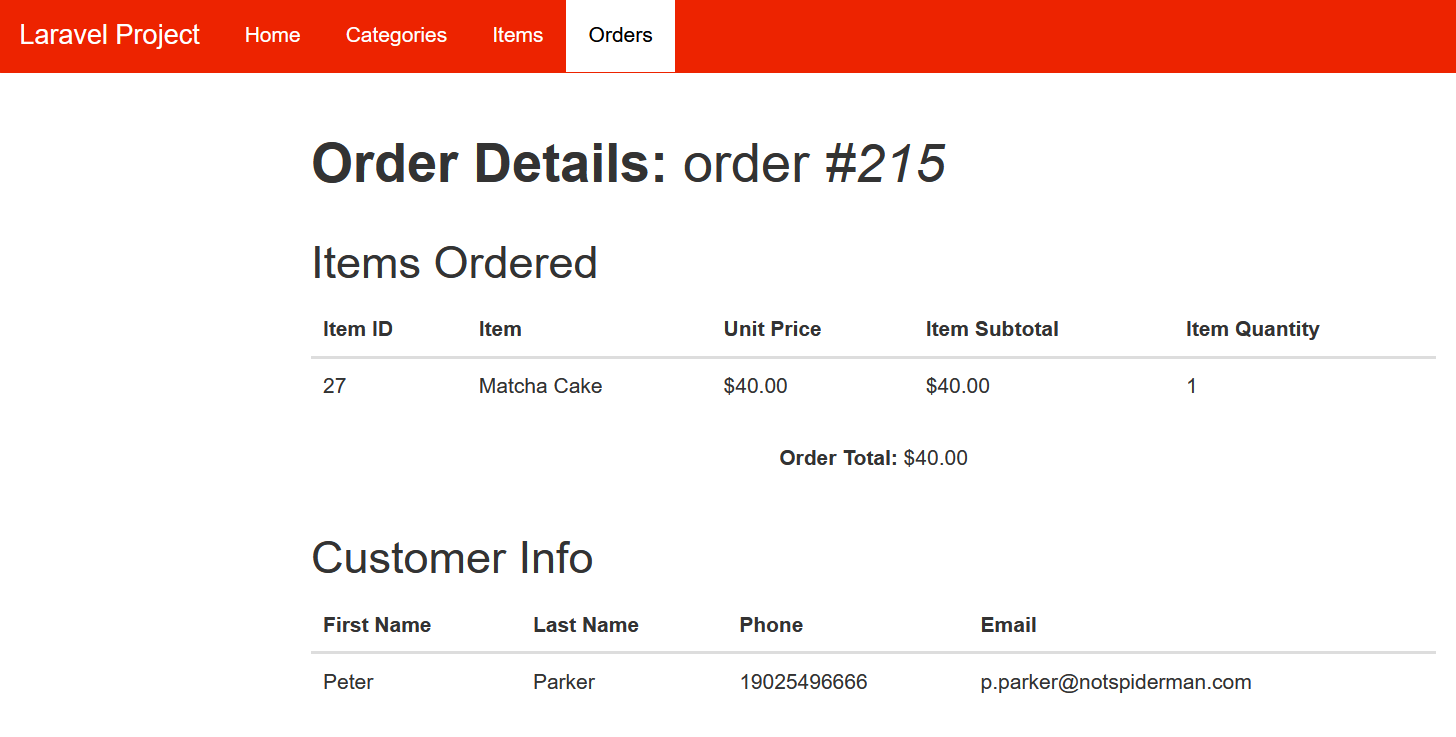 Laravel Project Home Categories Items Orders
Order Details: order #215
Items Ordered
Item ID Item Unit Price Item Subtotal Item Quantity
27 Matcha Cake $40.00 $40.00 1
Order Total: $40.00
Customer Info
First Name Last Name Phone Email
Peter Parker 19025496666 p.parker@notspiderman.com